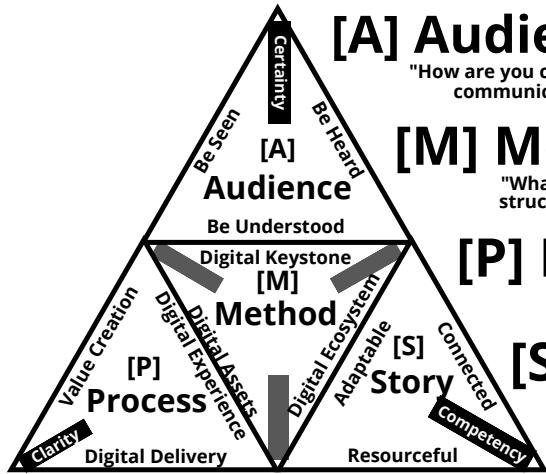 [A] Audie
"How are you
communic
Certainty
Be Seen
Be Heard
[A]
Audience
Be Understood
[M] M
"Wha
struc
Digital Keystone
[M]
Method
Digital Assets
Digital Ecosystem
[P]
[P]
Process
Value Creation
Digital Experience
Clarity
Digital Delivery
[S
[S]
Story
Adaptable
Connected
Competency
Resourceful